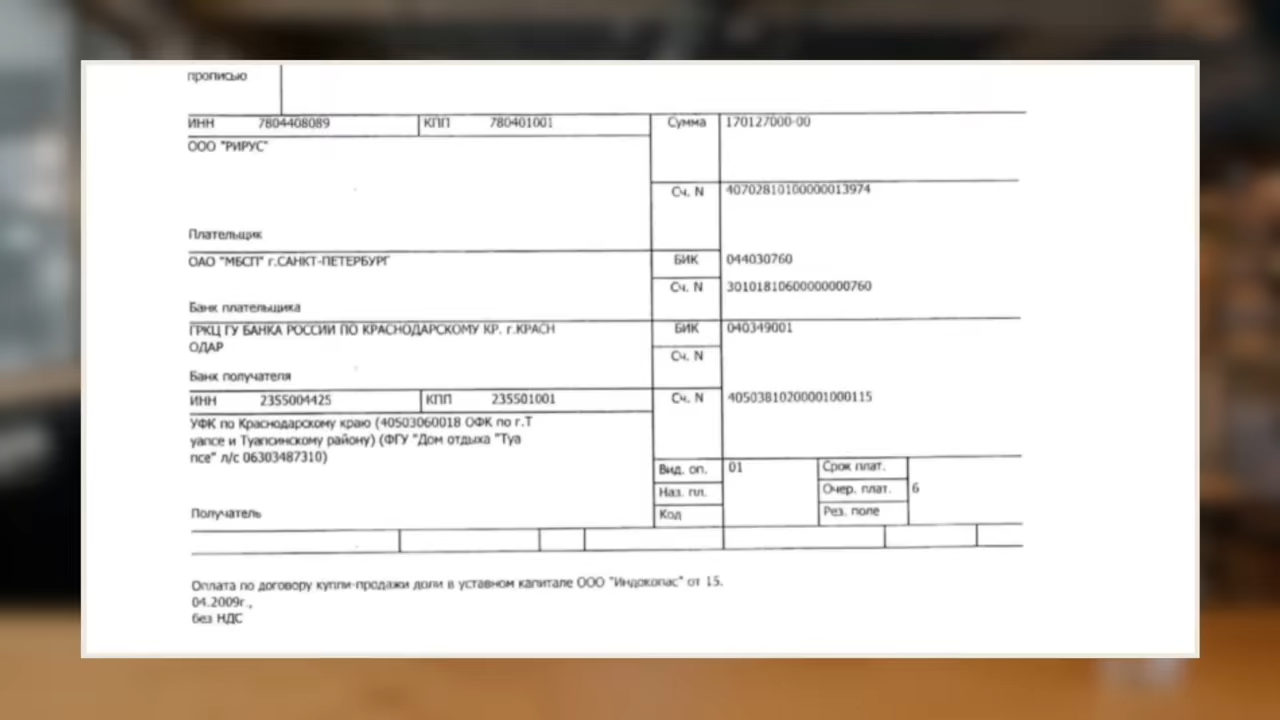 прописью
ИНН 7804408089 КПП 780401001 Сумма 170127000-00
ООО "РИРУС"
Сч. N 40702810100000013974
Плательщик
ОАО "МБСП" г.САНКТ-ПЕТЕРБУРГ БИК 044030760
Сч. N 30101810600000000760
Банк плательщика
ГРКЦ ГУ БАНКА РОССИИ ПО КРАСНОДАРСКОМУ КР. г.КРАСН БИК 040349001
ОДАР
Сч. N
Банк получателя
ИНН 2355004425 КПП 235501001 Сч. N 40503810200001000115
УФК по Краснодарскому краю (40503060018 ОФК по г.Т
уапсе и Туапсинскому району) (ФГУ "Дом отдыха "Туа
псе" л/с 06303487310)
Вид. оп. 01 Срок плат.
Наз. пл. Очер. плат. 6
Получатель Код Рез. поле
Оплата по договору купли-продажи доли в уставном капитале ООО "Индокопас" от 15.
04.2009г.,
без НДС